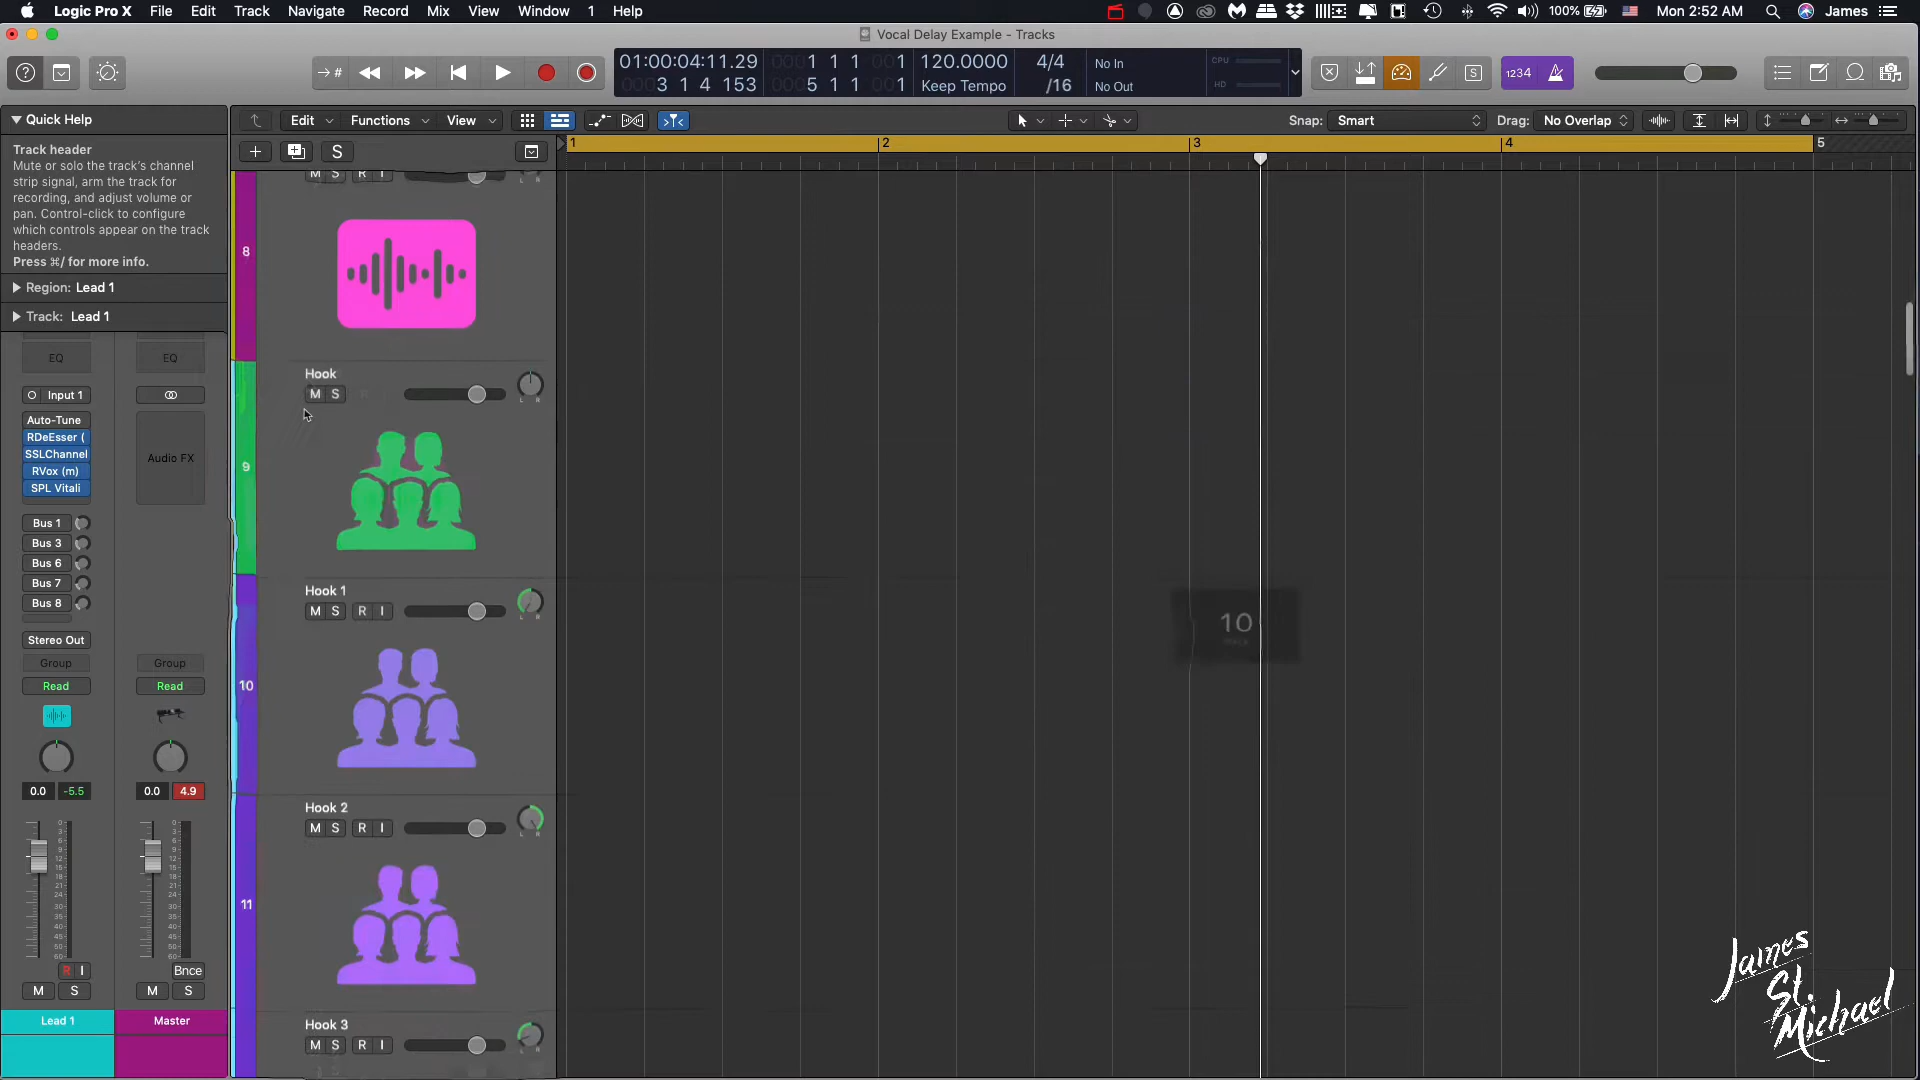 Logic Pro X File Edit Track Navigate Record Mix View Window 1 Help 100% Mon 2:52 AM James
Vocal Delay Example - Tracks
01:00:04:11.29 1 1 1 1 120.0000 4/4 No In CPU
3 1 4 153 5 1 1 1 Keep Tempo /16 No Out HD
1234
S
Quick Help
Edit Functions View Snap: Smart Drag: No Overlap
S
1 2 3 4 5
Track header
Mute or solo the track's channel
strip signal, arm the track for
recording, and adjust volume or
pan. Control-click to configure
which controls appear on the track
headers.
Press ⌘/ for more info.
Region: Lead 1
Track: Lead 1
EQ EQ
Input 1
Auto-Tune
RDeEsser (
SSLChannel
RVox (m)
SPL Vitali
Audio FX
Bus 1
Bus 3
Bus 6
Bus 7
Bus 8
Stereo Out
Group Group
Read Read
0.0 -5.5 0.0 4.9
R I Bnce
M S M S
Lead 1 Master
M S R I
8
Hook
M S
L R
9
Hook 1
M S R I
L R
10
Hook 2
M S R I
L R
11
Hook 3
M S R I
L R
10
James
St.
Michael